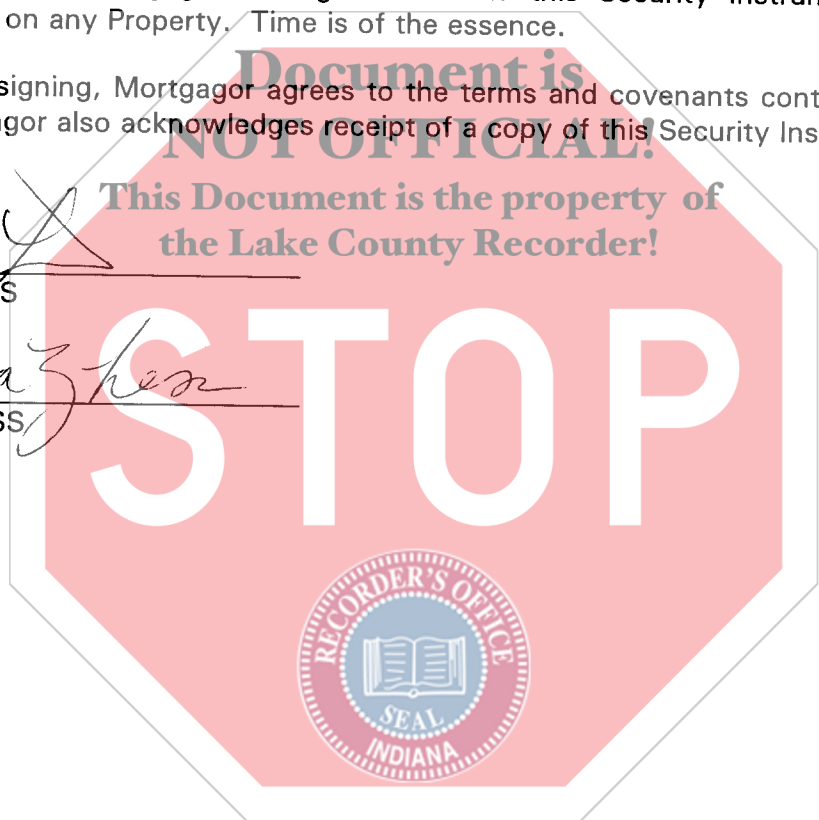 on any Property. Time is of the essence.
Document is
signing, Mortgagor agrees to the terms and covenants cont
gor also acknowledges receipt of a copy of this Security Ins
NOT OFFICIAL!
This Document is the property of
the Lake County Recorder!
S
SS
STOP
RECORDER'S OFFICE
SEAL
INDIANA